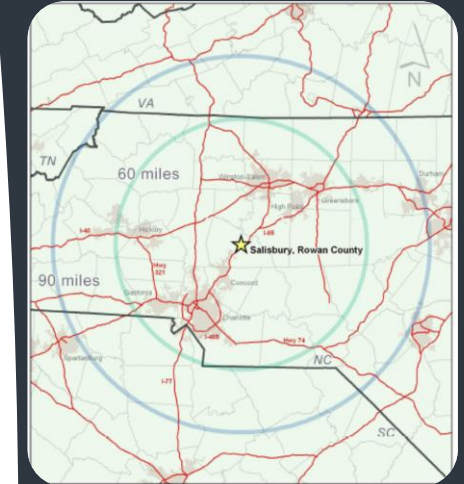 N
VA
TN
60 miles
Winston-Salem
Durham
High Point
Greensboro
I-40
Hickory
I-85
Salisbury, Rowan County
Hwy
321
90 miles
Gastonia
Concord
Charlotte
I-485
Hwy 74
Spartanburg
NC
I-77
SC